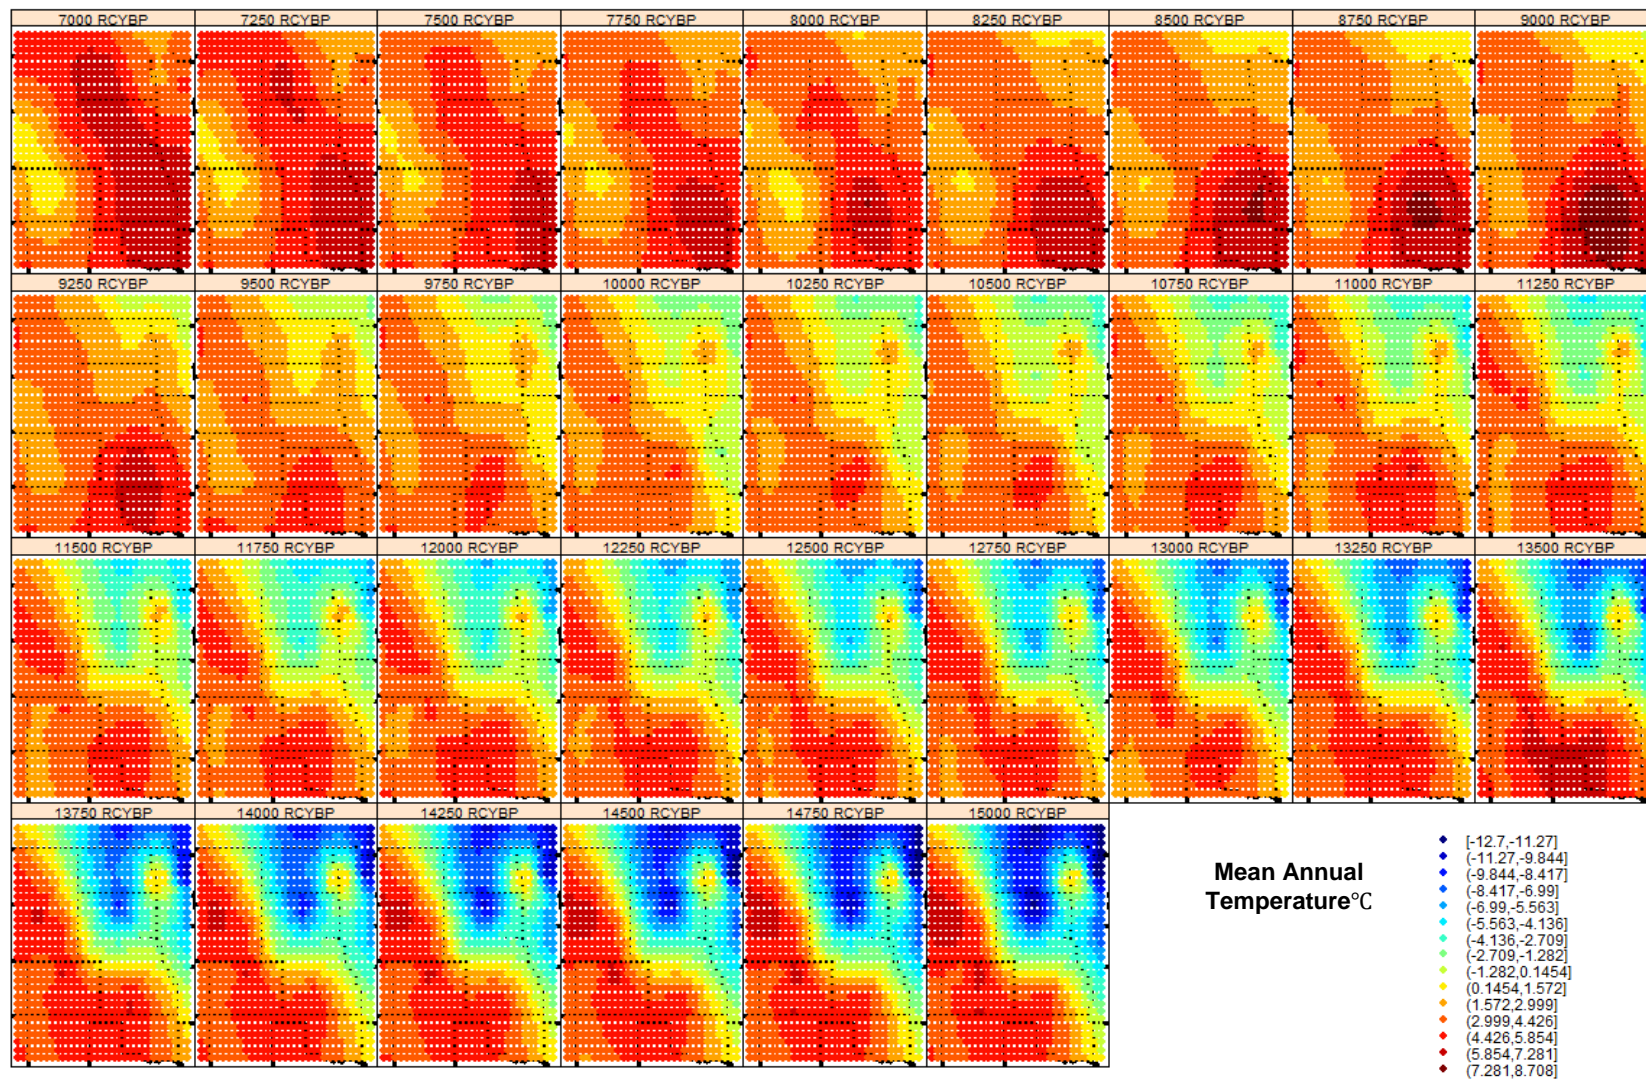 7000 RCYBP
7250 RCYBP
7500 RCYBP
7750 RCYBP
8000 RCYBP
8250 RCYBP
8500 RCYBP
8750 RCYBP
9000 RCYBP
9250 RCYBP
9500 RCYBP
9750 RCYBP
10000 RCYBP
10250 RCYBP
10500 RCYBP
10750 RCYBP
11000 RCYBP
11250 RCYBP
11500 RCYBP
11750 RCYBP
12000 RCYBP
12250 RCYBP
12500 RCYBP
12750 RCYBP
13000 RCYBP
13250 RCYBP
13500 RCYBP
13750 RCYBP
14000 RCYBP
14250 RCYBP
14500 RCYBP
14750 RCYBP
15000 RCYBP
Mean Annual
Temperature℃
[-12.7,-11.27]
(-11.27,-9.844]
(-9.844,-8.417]
(-8.417,-6.99]
(-6.99,-5.563]
(-5.563,-4.136]
(-4.136,-2.709]
(-2.709,-1.282]
(-1.282,0.1454]
(0.1454,1.572]
(1.572,2.999]
(2.999,4.426]
(4.426,5.854]
(5.854,7.281]
(7.281,8.708]